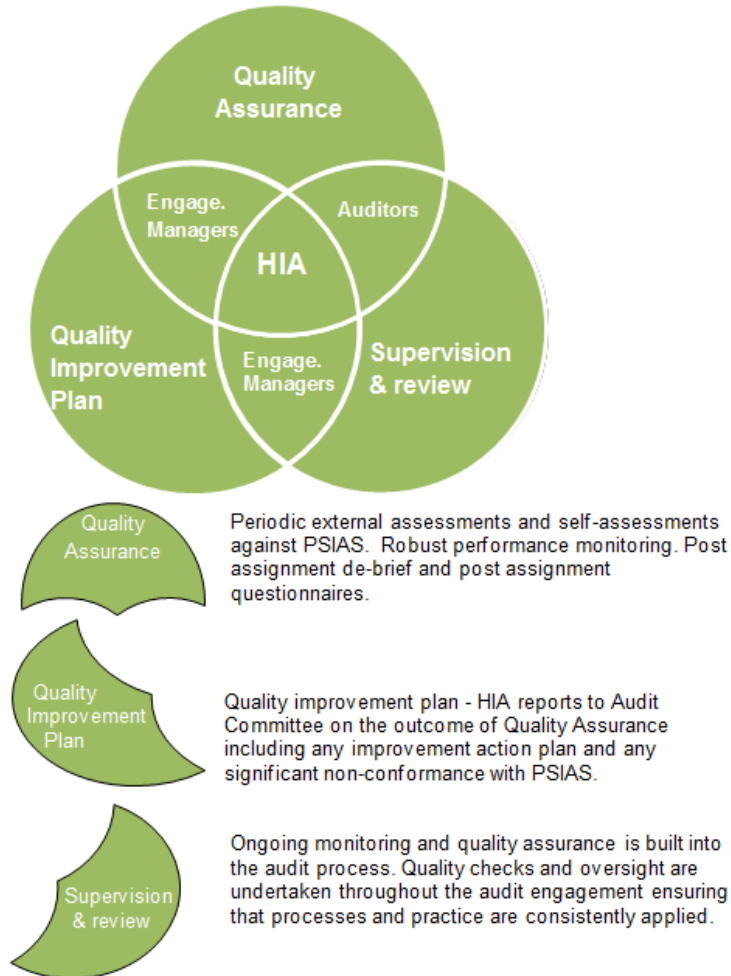 Quality
Assurance
Engage.
Managers
Auditors
HIA
Quality
Improvement
Plan
Engage.
Managers
Supervision
& review
Quality
Assurance
Periodic external assessments and self-assessments
against PSIAS.  Robust performance monitoring. Post
assignment de-brief and post assignment
questionnaires.
Quality
Improvement
Plan
Quality improvement plan - HIA reports to Audit
Committee on the outcome of Quality Assurance
including any improvement action plan and any
significant non-conformance with PSIAS.
Supervision
& review
Ongoing monitoring and quality assurance is built into
the audit process. Quality checks and oversight are
undertaken throughout the audit engagement ensuring
that processes and practice are consistently applied.